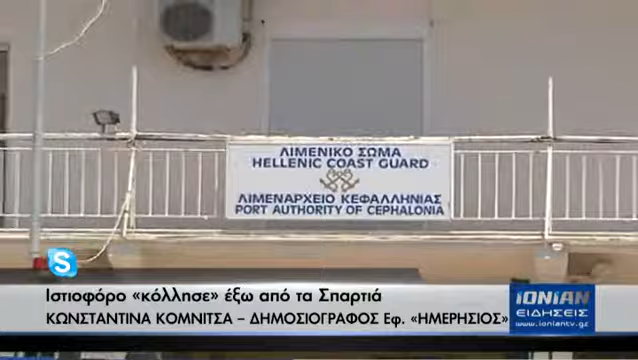 ΛΙΜΕΝΙΚΟ ΣΩΜΑ
HELLENIC COAST GUARD
ΛΙΜΕΝΑΡΧΕΙΟ ΚΕΦΑΛΛΗΝΙΑΣ
PORT AUTHORITY OF CEPHALONIA
Ιστιοφόρο «κόλλησε» έξω από τα Σπαρτιά
ΚΩΝΣΤΑΝΤΙΝΑ ΚΟΜΝΙΤΣΑ – ΔΗΜΟΣΙΟΓΡΑΦΟΣ Εφ. «ΗΜΕΡΗΣΙΟΣ»
IONIAN
ΕΙΔΗΣΕΙΣ
www.ioniantv.gr